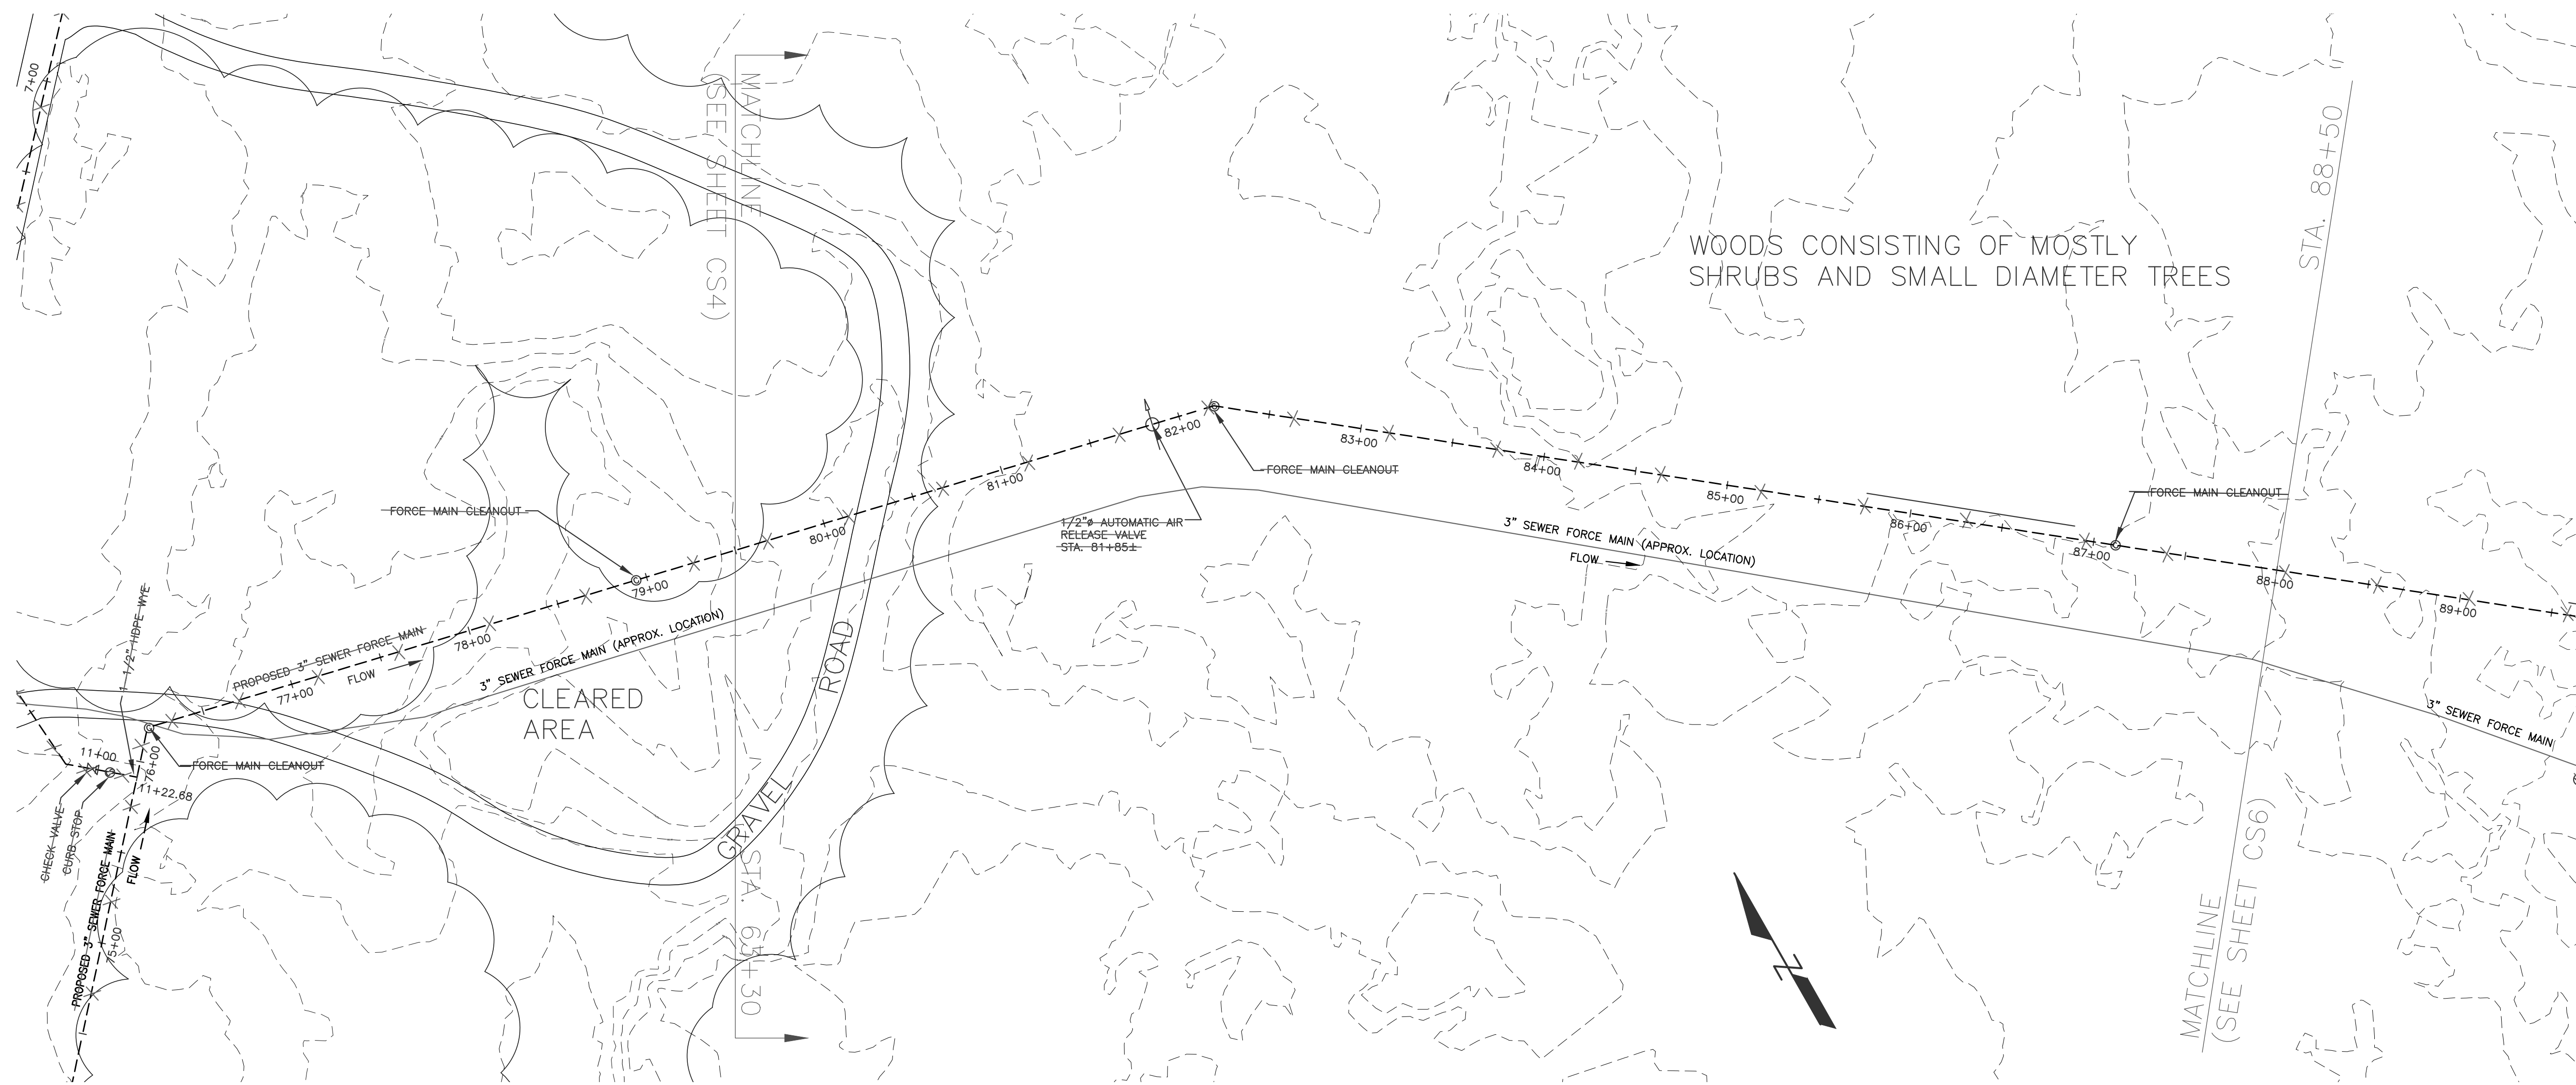 7+00
MATCHLINE
(SEE SHEET CS4)
STA. 65+30
WOODS CONSISTING OF MOSTLY
SHRUBS AND SMALL DIAMETER TREES
STA. 88+50
MATCHLINE
(SEE SHEET CS6)
82+00
83+00
FORCE MAIN CLEANOUT
84+00
81+00
85+00
FORCE MAIN CLEANOUT
FORCE MAIN CLEANOUT
1/2"ø AUTOMATIC AIR
RELEASE VALVE
STA. 81+85±
3" SEWER FORCE MAIN (APPROX. LOCATION)
FLOW
86+00
87+00
80+00
88+00
79+00
89+00
1 1/2" HDPE WYE
PROPOSED 3" SEWER FORCE MAIN
78+00
FLOW
77+00
3" SEWER FORCE MAIN (APPROX. LOCATION)
CLEARED
AREA
GRAVEL ROAD
3" SEWER FORCE MAIN
11+00
76+00
FORCE MAIN CLEANOUT
11+22.68
CHECK VALVE
CURB STOP
PROPOSED 3" SEWER FORCE MAIN
FLOW
75+00
N